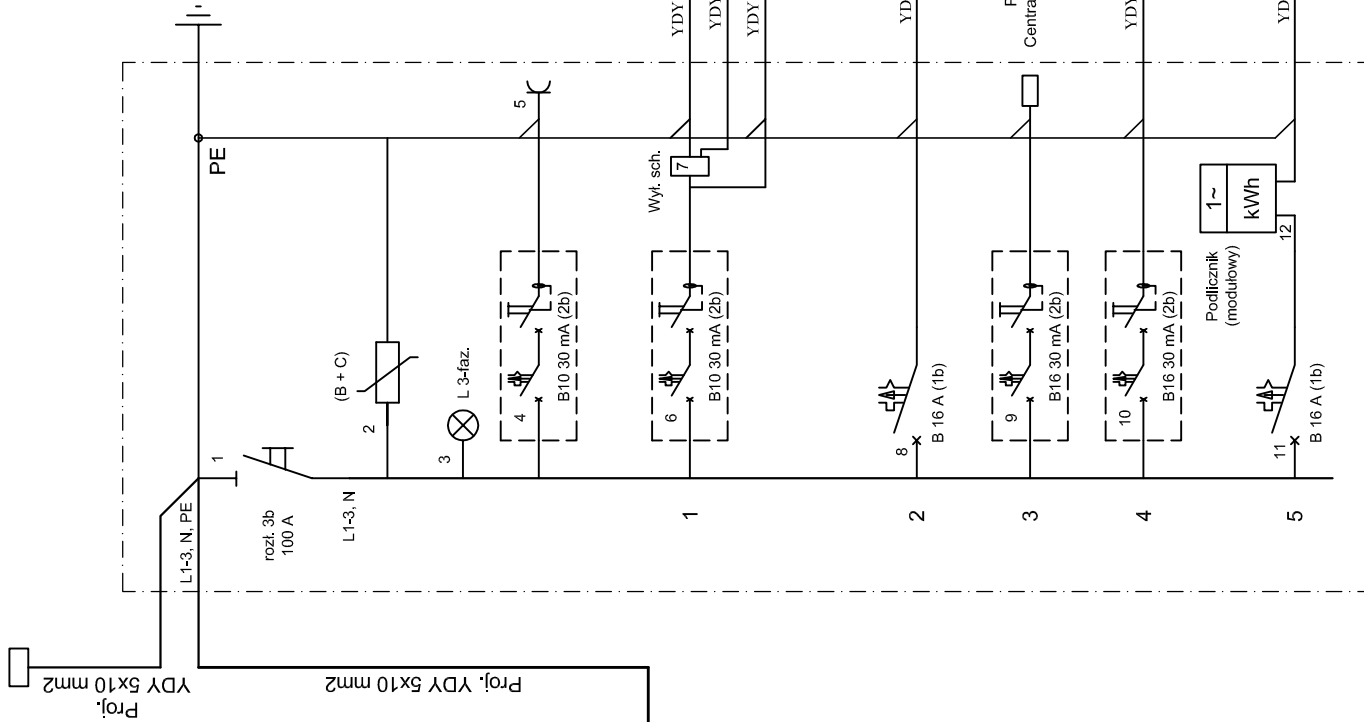 YDY
YDY
YDY
YD
F
Centra
YDY
YD
PE
5
Wył. sch.
7
1~
kWh
12
Podlicznik
(modułowy)
(B + C)
2
L 3-faz.
3
4
B10 30 mA (2b)
6
B10 30 mA (2b)
8
B 16 A (1b)
9
B16 30 mA (2b)
10
B16 30 mA (2b)
11
B 16 A (1b)
1
L1-3, N, PE
rozł. 3b
100 A
L1-3, N
1
2
3
4
5
Proj.
YDY 5x10 mm2
Proj. YDY 5x10 mm2